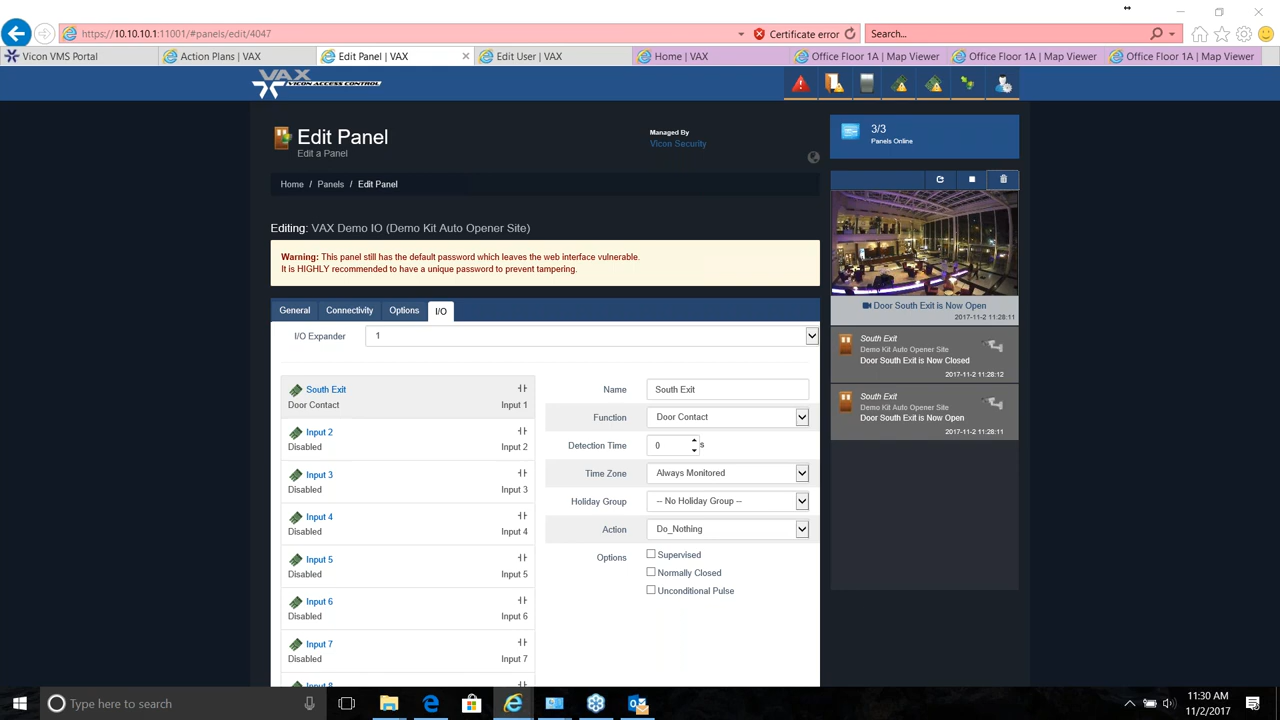 https://10.10.10.1:11001/#panels/edit/4047
Certificate error
Search...
Vicon VMS Portal
Action Plans | VAX
Edit Panel | VAX
Edit User | VAX
Home | VAX
Office Floor 1A | Map Viewer
Office Floor 1A | Map Viewer
Office Floor 1A | Map Viewer
VAX
VICON ACCESS CONTROL
Edit Panel
Edit a Panel
Managed By
Vicon Security
3/3
Panels Online
Home / Panels / Edit Panel
Editing: VAX Demo IO (Demo Kit Auto Opener Site)
Warning: This panel still has the default password which leaves the web interface vulnerable.
It is HIGHLY recommended to have a unique password to prevent tampering.
General
Connectivity
Options
I/O
I/O Expander
1
South Exit
Door Contact
Input 1
Input 2
Disabled
Input 2
Input 3
Disabled
Input 3
Input 4
Disabled
Input 4
Input 5
Disabled
Input 5
Input 6
Disabled
Input 6
Input 7
Disabled
Input 7
Input 8
Name
South Exit
Function
Door Contact
Detection Time
0
s
Time Zone
Always Monitored
Holiday Group
-- No Holiday Group --
Action
Do_Nothing
Options
Supervised
Normally Closed
Unconditional Pulse
Door South Exit is Now Open
2017-11-2 11:28:11
South Exit
Demo Kit Auto Opener Site
Door South Exit is Now Closed
2017-11-2 11:28:12
South Exit
Demo Kit Auto Opener Site
Door South Exit is Now Open
2017-11-2 11:28:11
Type here to search
11:30 AM
11/2/2017